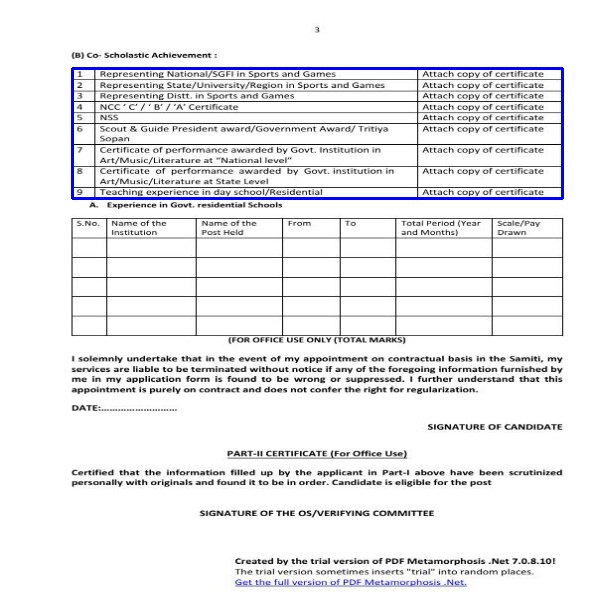 3
(B) Co- Scholastic Achievement :
1 Representing National/SGFI in Sports and Games Attach copy of certificate
2 Representing State/University/Region in Sports and Games Attach copy of certificate
3 Representing Distt. in Sports and Games Attach copy of certificate
4 NCC ‘ C’ / ‘ B’ / ‘A’ Certificate Attach copy of certificate
5 NSS Attach copy of certificate
6 Scout & Guide President award/Government Award/ Tritiya Attach copy of certificate
Sopan
7 Certificate of performance awarded by Govt. Institution in Attach copy of certificate
Art/Music/Literature at “National level”
8 Certificate of performance awarded by Govt. institution in Attach copy of certificate
Art/Music/Literature at State Level
9 Teaching experience in day school/Residential Attach copy of certificate
A. Experience in Govt. residential Schools
S.No. Name of the Name of the From To Total Period (Year Scale/Pay
Institution Post Held and Months) Drawn
(FOR OFFICE USE ONLY (TOTAL MARKS)
I solemnly undertake that in the event of my appointment on contractual basis in the Samiti, my
services are liable to be terminated without notice if any of the foregoing information furnished by
me in my application form is found to be wrong or suppressed. I further understand that this
appointment is purely on contract and does not confer the right for regularization.
DATE:...........................
SIGNATURE OF CANDIDATE
PART-II CERTIFICATE (For Office Use)
Certified that the information filled up by the applicant in Part-I above have been scrutinized
personally with originals and found it to be in order. Candidate is eligible for the post
SIGNATURE OF THE OS/VERIFYING COMMITTEE
Created by the trial version of PDF Metamorphosis .Net 7.0.8.10!
The trial version sometimes inserts "trial" into random places.
Get the full version of PDF Metamorphosis .Net.